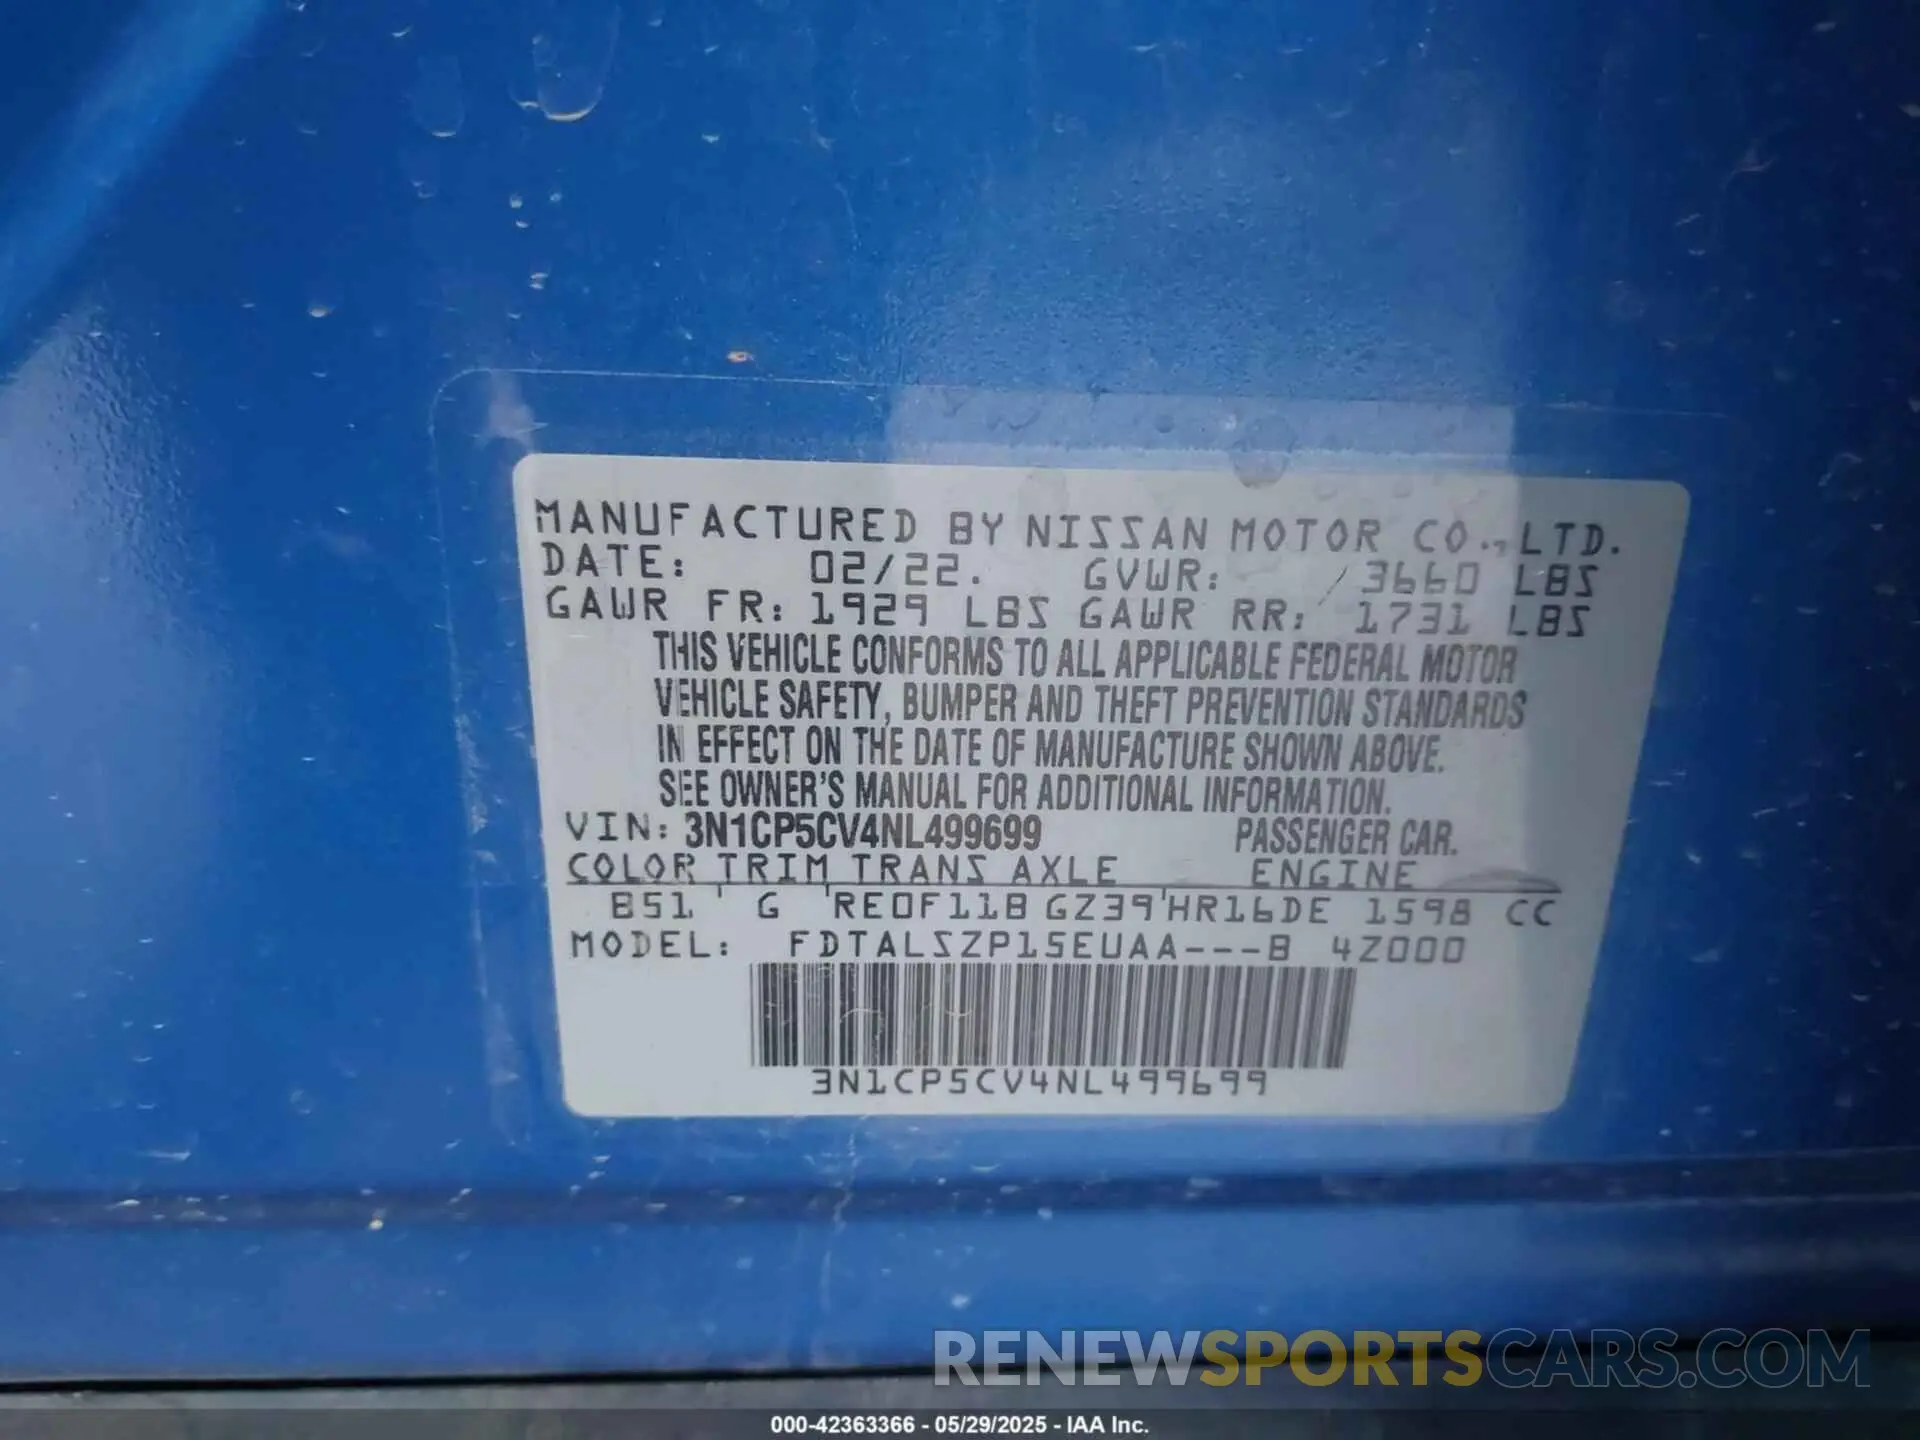 MANUFACTURED BY NISSAN MOTOR CO., LTD.
DATE: 02/22. GVWR: 3660 LBS
GAWR FR: 1929 LBS GAWR RR: 1731 LBS
THIS VEHICLE CONFORMS TO ALL APPLICABLE FEDERAL MOTOR
VEHICLE SAFETY, BUMPER AND THEFT PREVENTION STANDARDS
IN EFFECT ON THE DATE OF MANUFACTURE SHOWN ABOVE.
SEE OWNER'S MANUAL FOR ADDITIONAL INFORMATION.
VIN: 3N1CP5CV4NL499699 PASSENGER CAR.
COLOR TRIM TRANS AXLE ENGINE
B51 G RE0F11B GZ39 HR16DE 1598 CC
MODEL: FDTALSZP15EUAA---B 4Z000
3N1CP5CV4NL499699
RENEWSPORTSCARS.COM
000-42363366 - 05/29/2025 - IAA Inc.